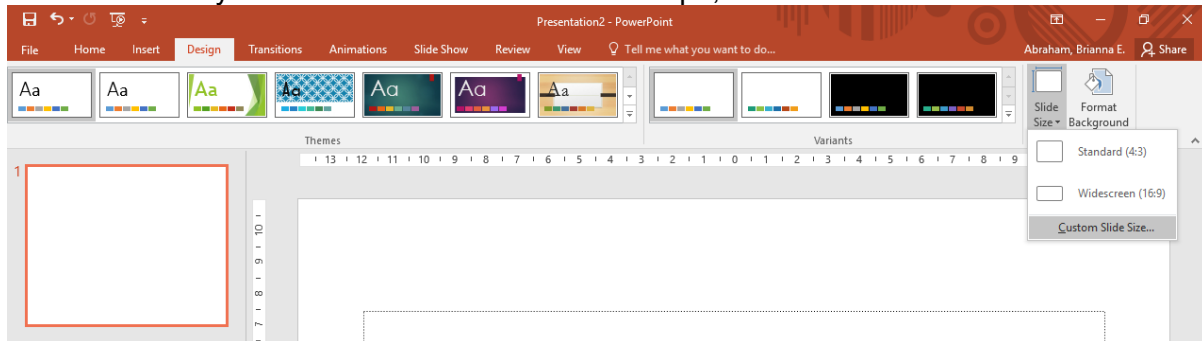 Presentation2 - PowerPoint
File Home Insert Design Transitions Animations Slide Show Review View Tell me what you want to do... Abraham, Brianna E. Share
Aa Aa Aa Aa Aa Aa Aa
Slide Size Format Background
Themes Variants
Standard (4:3)
Widescreen (16:9)
Custom Slide Size...
13 12 11 10 9 8 7 6 5 4 3 2 1 0 1 2 3 4 5 6 7 8 9
1
10
9
8
7